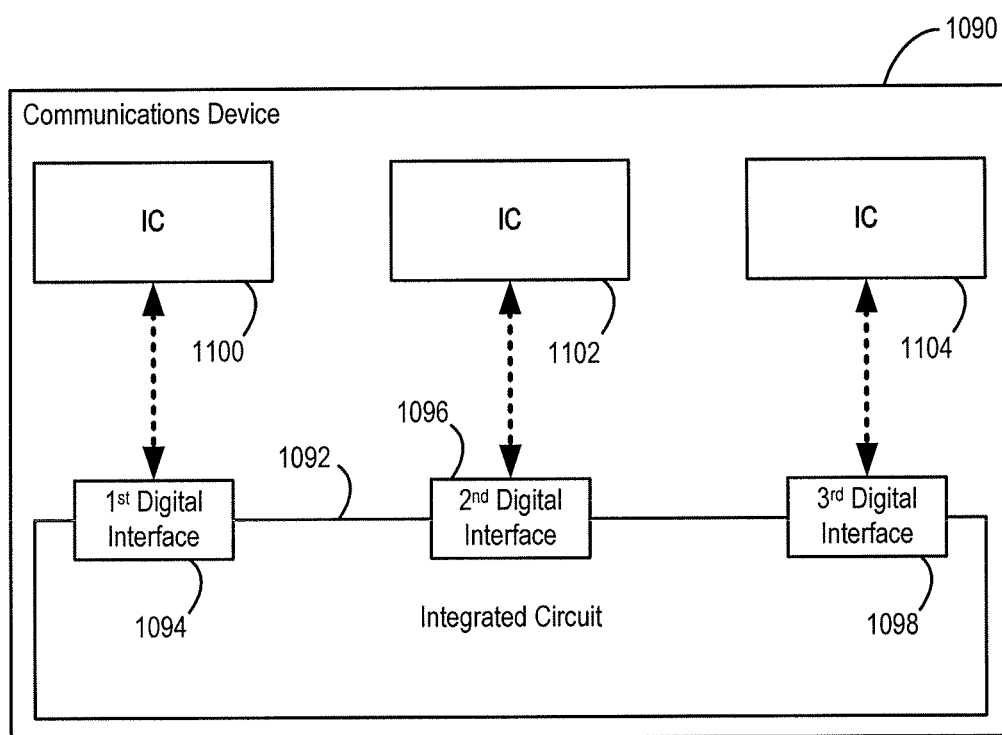 1090
Communications Device
IC
IC
IC
1100
1102
1104
1096
1092
1st Digital
Interface
2nd Digital
Interface
3rd Digital
Interface
1094
Integrated Circuit
1098